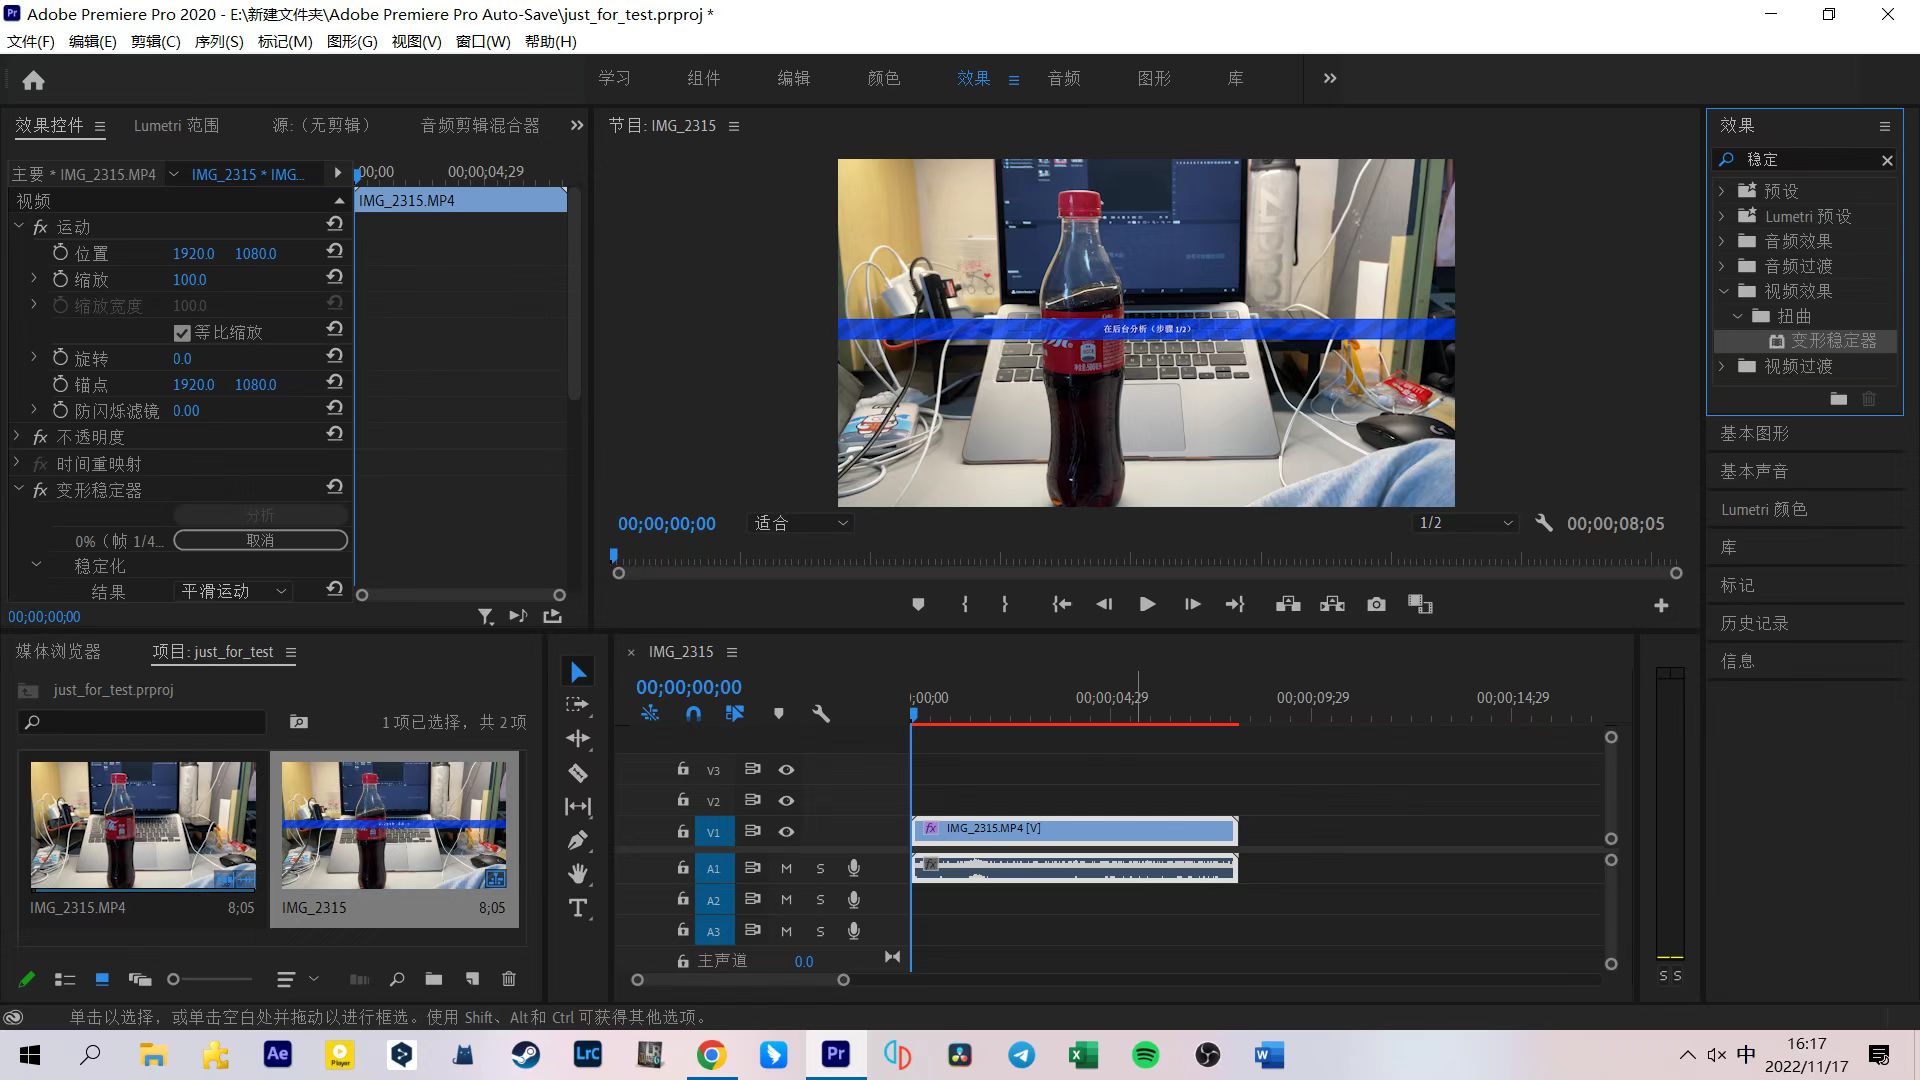 Adobe Premiere Pro 2020 - E:\新建文件夹\Adobe Premiere Pro Auto-Save\just_for_test.prproj *
文件(F) 编辑(E) 剪辑(C) 序列(S) 标记(M) 图形(G) 视图(V) 窗口(W) 帮助(H)
学习 组件 编辑 颜色 效果 音频 图形 库
效果控件 Lumetri 范围 源:（无剪辑） 音频剪辑混合器
主要 * IMG_2315.MP4 IMG_2315 * IMG...
;00;00 00;00;04;29
视频
IMG_2315.MP4
fx 运动
位置 1920.0 1080.0
缩放 100.0
缩放宽度 100.0
等比缩放
旋转 0.0
锚点 1920.0 1080.0
防闪烁滤镜 0.00
fx 不透明度
fx 时间重映射
fx 变形稳定器
分析
0%（帧 1/4... 取消
稳定化
结果 平滑运动
00;00;00;00
节目: IMG_2315
在后台分析（步骤 1/2）
00;00;00;00 适合 1/2 00;00;08;05
效果
稳定
预设
Lumetri 预设
音频效果
音频过渡
视频效果
扭曲
变形稳定器
视频过渡
基本图形
基本声音
Lumetri 颜色
库
标记
历史记录
信息
媒体浏览器 项目: just_for_test
just_for_test.prproj
1 项已选择，共 2 项
IMG_2315.MP4 8;05
IMG_2315 8;05
× IMG_2315
00;00;00;00
;00;00 00;00;04;29 00;00;09;29 00;00;14;29
V3
V2
V1
fx IMG_2315.MP4 [V]
A1 M S
fx
A2 M S
A3 M S
主声道 0.0
S S
单击以选择，或单击空白处并拖动以进行框选。使用 Shift、Alt 和 Ctrl 可获得其他选项。
Ae Player LrC Pr
中
16:17
2022/11/17